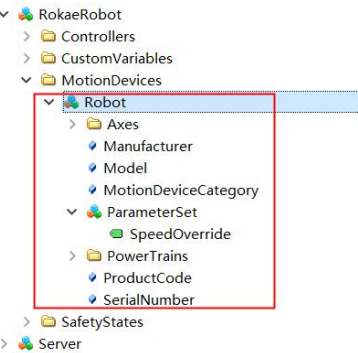 RokaeRobot
Controllers
CustomVariables
MotionDevices
Robot
Axes
Manufacturer
Model
MotionDeviceCategory
ParameterSet
SpeedOverride
PowerTrains
ProductCode
SerialNumber
SafetyStates
Server